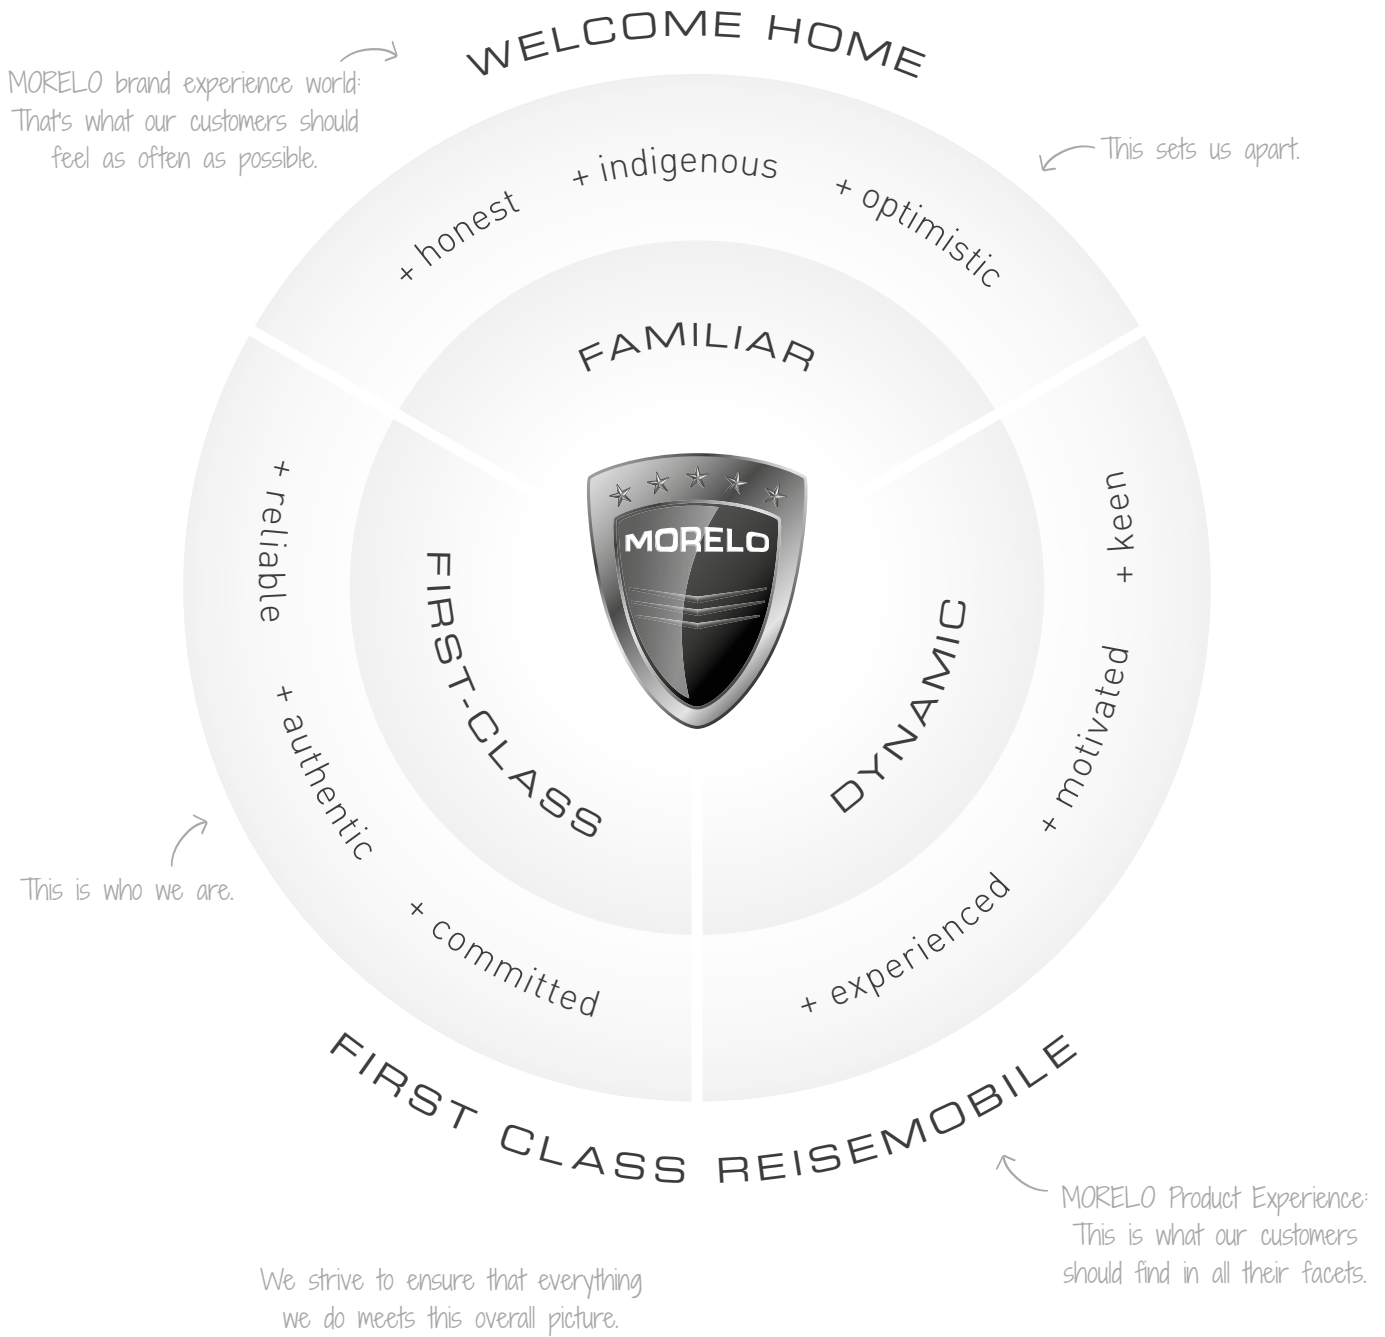 WELCOME HOME
MORELO brand experience world:
That's what our customers should
feel as often as possible.
This sets us apart.
+ honest
+ indigenous
+ optimistic
FAMILIAR
MORELO
+ reliable
+ authentic
+ committed
FIRST-CLASS
DYNAMIC
+ keen
+ motivated
+ experienced
This is who we are.
FIRST CLASS REISEMOBILE
MORELO Product Experience:
This is what our customers
should find in all their facets.
We strive to ensure that everything
we do meets this overall picture.